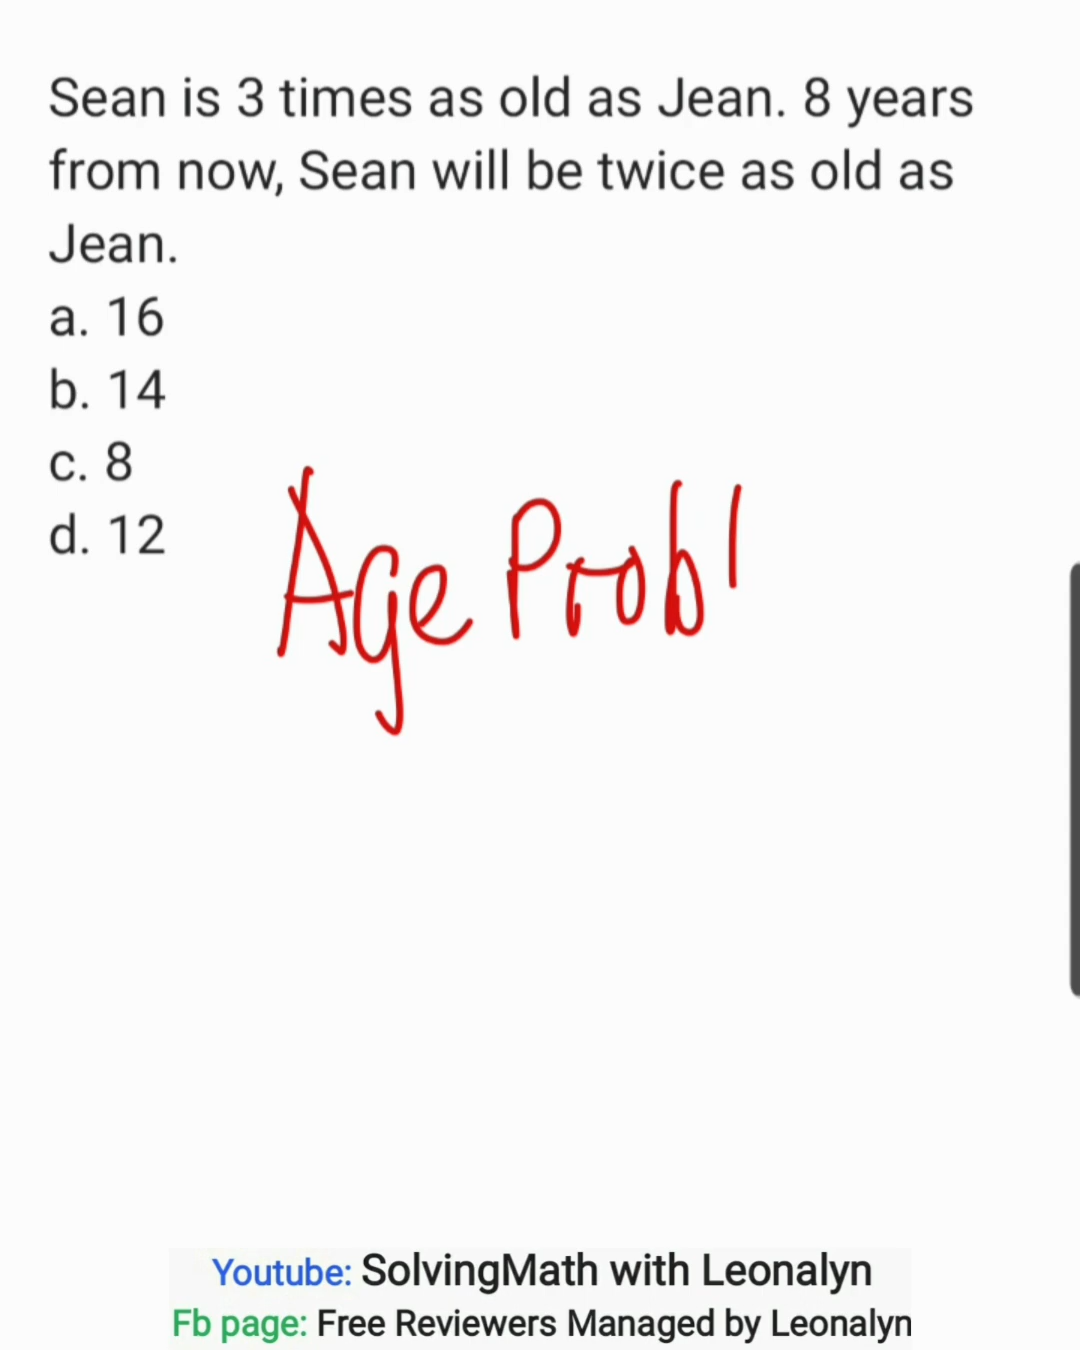 Sean is 3 times as old as Jean. 8 years
from now, Sean will be twice as old as
Jean.
a. 16
b. 14
c. 8
d. 12
Age Probl
Youtube: SolvingMath with Leonalyn
Fb page: Free Reviewers Managed by Leonalyn